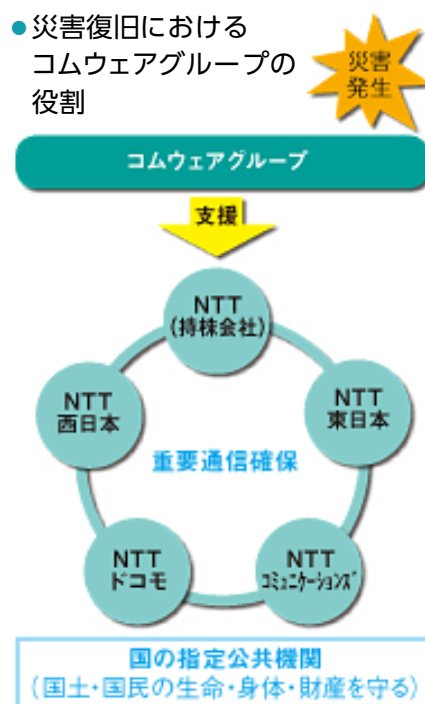 ●災害復旧における
コムウェアグループの
役割
災害
発生
コムウェアグループ
支援
NTT
(持株会社)
NTT
西日本
NTT
東日本
重要通信確保
NTT
ドコモ
NTT
コミュニケーションズ
国の指定公共機関
(国土・国民の生命・身体・財産を守る)